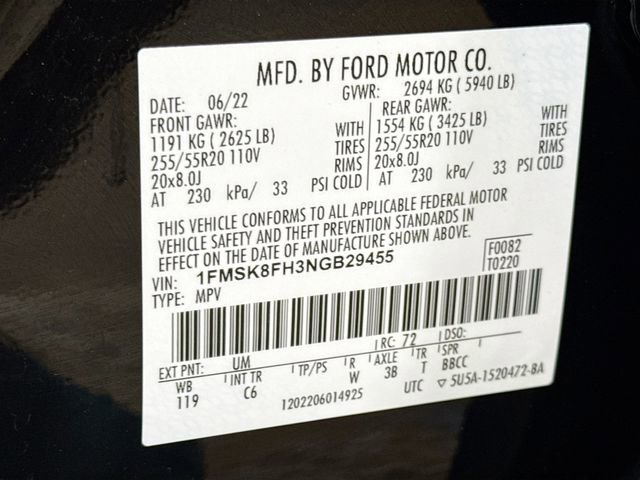 MFD. BY FORD MOTOR CO.
DATE: 06/22 GVWR: 2694 KG ( 5940 LB)
FRONT GAWR: REAR GAWR:
1191 KG ( 2625 LB) WITH 1554 KG ( 3425 LB) WITH
255/55R20 110V TIRES 255/55R20 110V TIRES
20x8.0J RIMS 20x8.0J RIMS
AT 230 kPa/ 33 PSI COLD AT 230 kPa/ 33 PSI COLD
THIS VEHICLE CONFORMS TO ALL APPLICABLE FEDERAL MOTOR
VEHICLE SAFETY AND THEFT PREVENTION STANDARDS IN
EFFECT ON THE DATE OF MANUFACTURE SHOWN ABOVE.
VIN: 1FMSK8FH3NGB29455 F0082
TYPE: MPV T0220
EXT PNT: UM RC: 72 DSO:
WB INT TR TP/PS R AXLE TR SPR
119 C6 W 3B T BBCC
1202206014925 UTC ▽ 5U5A-1520472-BA